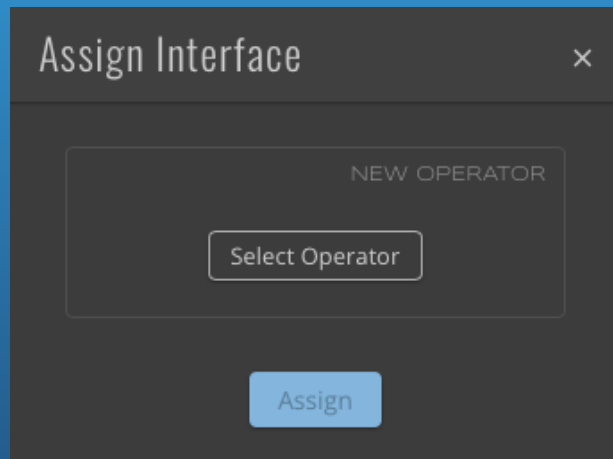 Assign Interface ×
NEW OPERATOR
Select Operator
Assign